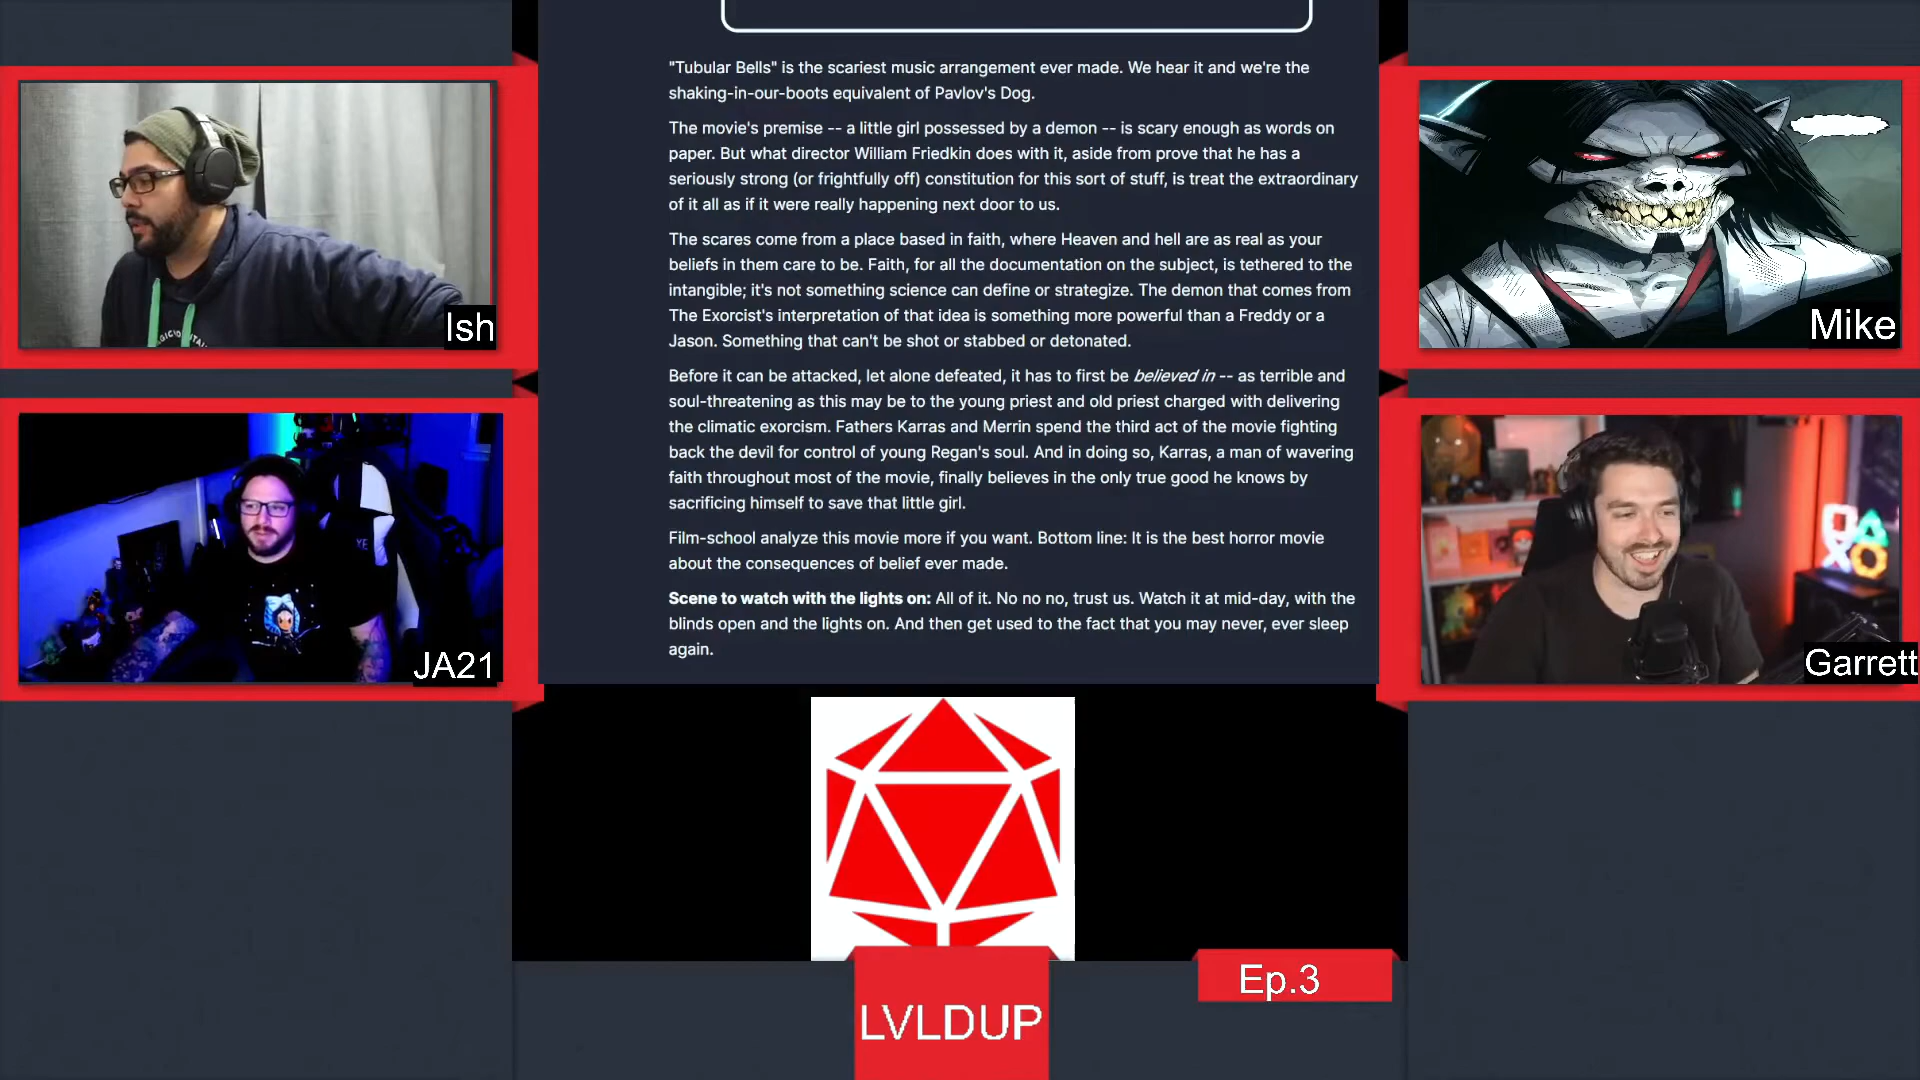 "Tubular Bells" is the scariest music arrangement ever made. We hear it and we're the
shaking-in-our-boots equivalent of Pavlov's Dog.
The movie's premise -- a little girl possessed by a demon -- is scary enough as words on
paper. But what director William Friedkin does with it, aside from prove that he has a
seriously strong (or frightfully off) constitution for this sort of stuff, is treat the extraordinary
of it all as if it were really happening next door to us.
The scares come from a place based in faith, where Heaven and hell are as real as your
beliefs in them care to be. Faith, for all the documentation on the subject, is tethered to the
intangible; it's not something science can define or strategize. The demon that comes from
The Exorcist's interpretation of that idea is something more powerful than a Freddy or a
Jason. Something that can't be shot or stabbed or detonated.
Before it can be attacked, let alone defeated, it has to first be believed in -- as terrible and
soul-threatening as this may be to the young priest and old priest charged with delivering
the climatic exorcism. Fathers Karras and Merrin spend the third act of the movie fighting
back the devil for control of young Regan's soul. And in doing so, Karras, a man of wavering
faith throughout most of the movie, finally believes in the only true good he knows by
sacrificing himself to save that little girl.
Film-school analyze this movie more if you want. Bottom line: It is the best horror movie
about the consequences of belief ever made.
Scene to watch with the lights on: All of it. No no no, trust us. Watch it at mid-day, with the
blinds open and the lights on. And then get used to the fact that you may never, ever sleep
again.
Ish
Mike
JA21
Garrett
Ep.3
LVLDUP